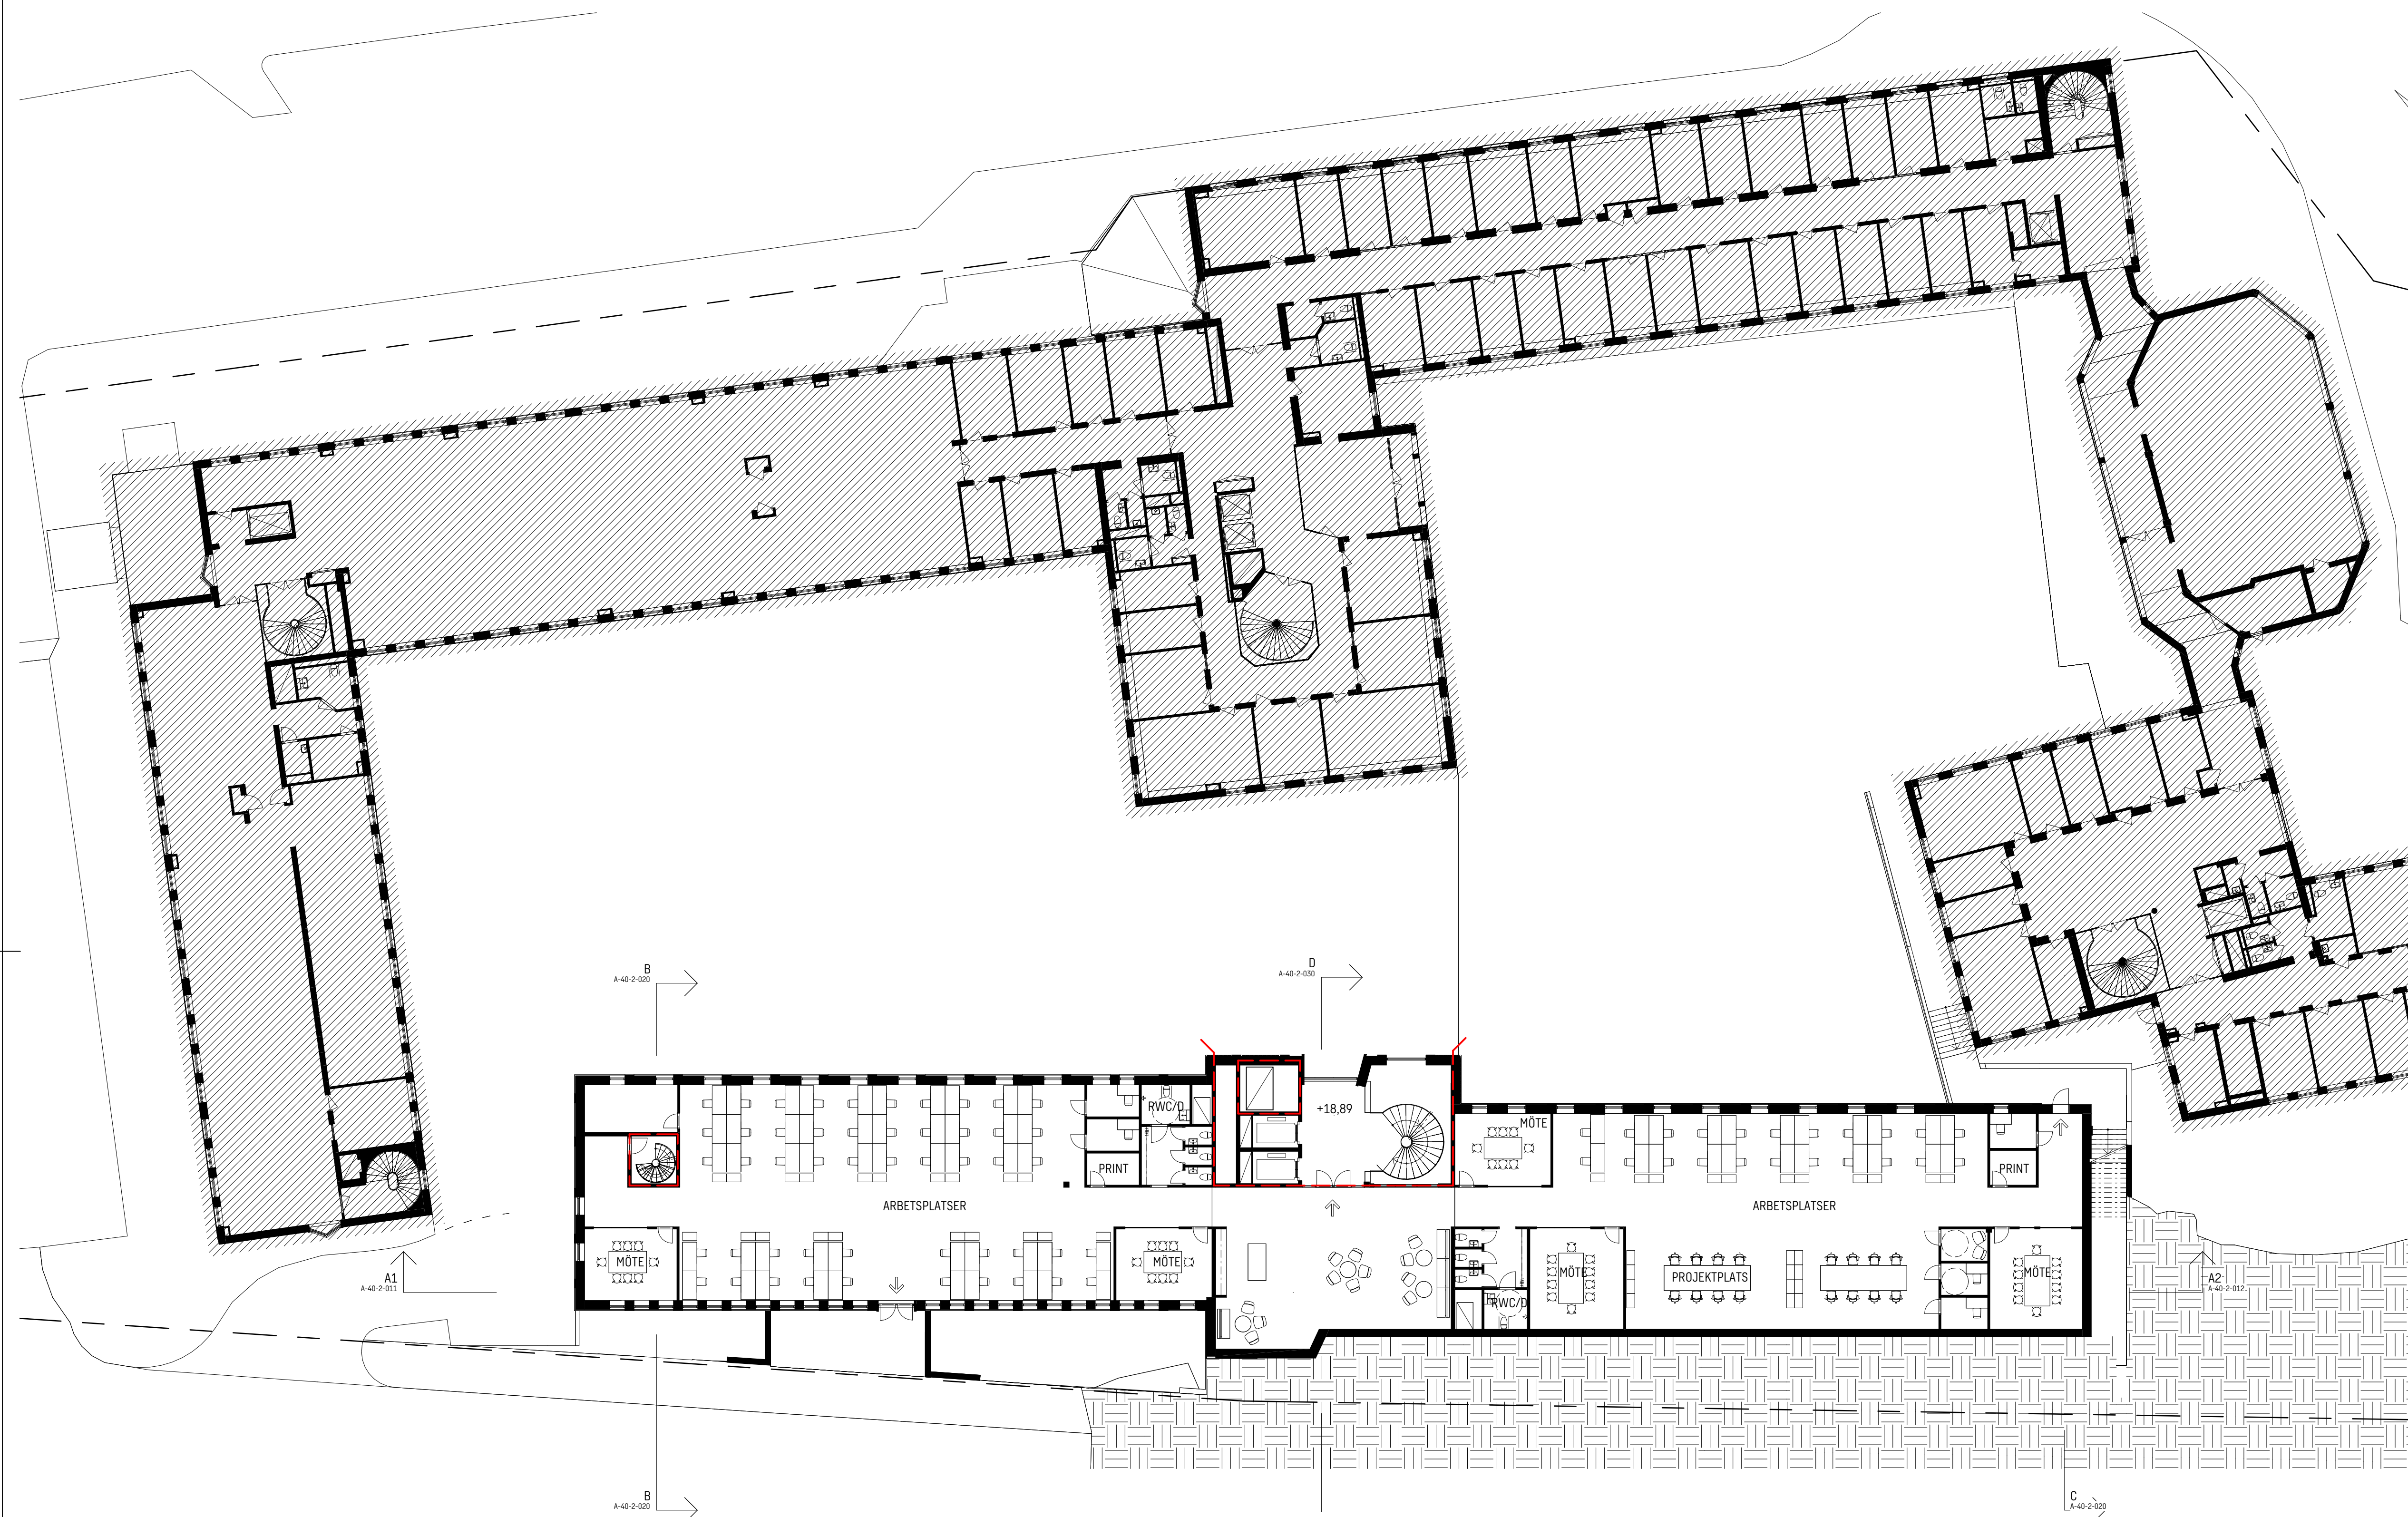 B
A-40-2-020
D
A-40-2-030
RWC/D
+18,89
MÖTE
PRINT
PRINT
ARBETSPLATSER
ARBETSPLATSER
MÖTE
MÖTE
MÖTE
PROJEKTPLATS
MÖTE
RWC/D
A1
A-40-2-011
A2
A-40-2-012
B
A-40-2-020
C
A-40-2-020